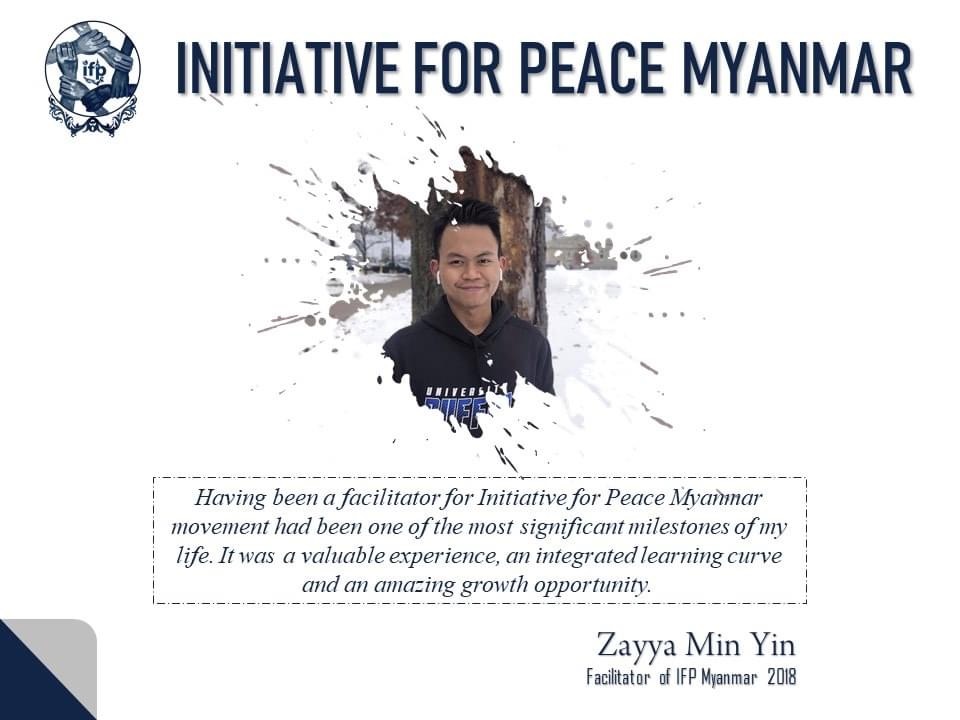 ifp
INITIATIVE FOR PEACE MYANMAR
UNIVERSITY
BUFF
Having been a facilitator for Initiative for Peace Myanmar
movement had been one of the most significant milestones of my
life. It was a valuable experience, an integrated learning curve
and an amazing growth opportunity.
Zayya Min Yin
Facilitator of IFP Myanmar 2018